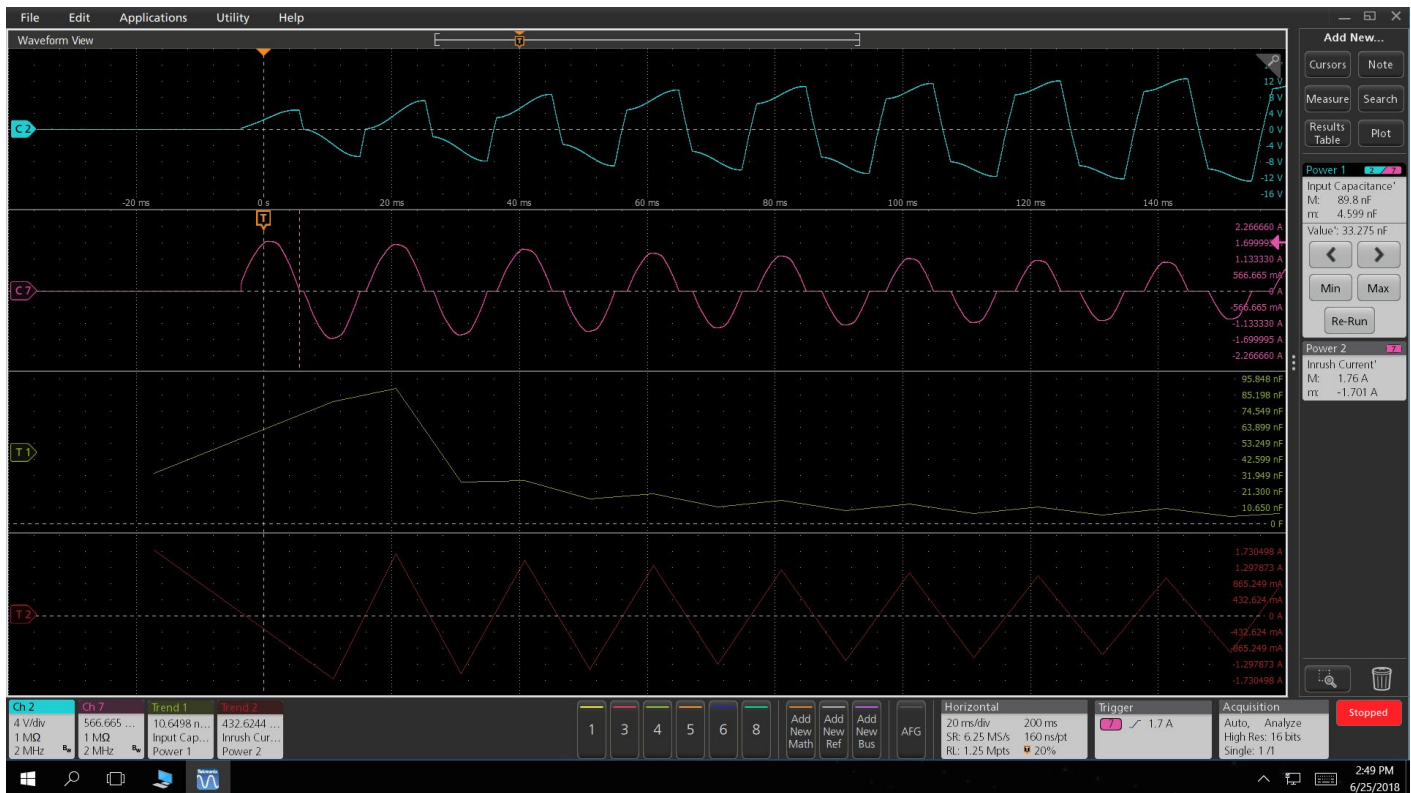 File Edit Applications Utility Help
Waveform View
Add New...
Cursors Note
Measure Search
Results Table Plot
C 2
12 V
8 V
4 V
0 V
-4 V
-8 V
-12 V
-16 V
-20 ms 0 s 20 ms 40 ms 60 ms 80 ms 100 ms 120 ms 140 ms
T
C 7
2.266660 A
1.133330 A
566.665 mA
0 A
-566.665 mA
-1.133330 A
-1.699995 A
-2.266660 A
T 1
95.848 nF
85.198 nF
74.549 nF
63.899 nF
53.249 nF
42.599 nF
31.949 nF
21.300 nF
10.650 nF
0 F
T 2
1.730498 A
1.297873 A
865.249 mA
432.624 mA
0 A
-432.624 mA
-865.249 mA
-1.297873 A
-1.730498 A
Power 1 2 7
Input Capacitance'
M: 89.8 nF
m: 4.599 nF
Value': 33.275 nF
Min Max
Re-Run
Power 2 7
Inrush Current'
M: 1.76 A
m: -1.701 A
Ch 2
4 V/div
1 MΩ
2 MHz Bw
Ch 7
566.665 ...
1 MΩ
2 MHz Bw
Trend 1
10.6498 n...
Input Cap...
Power 1
Trend 2
432.6244 ...
Inrush Cur...
Power 2
1 3 4 5 6 8
Add New Math
Add New Ref
Add New Bus
AFG
Horizontal
20 ms/div 200 ms
SR: 6.25 MS/s 160 ns/pt
RL: 1.25 Mpts 20%
Trigger
7 1.7 A
Acquisition
Auto, Analyze
High Res: 16 bits
Single: 1 /1
Stopped
Tektronix
2:49 PM
6/25/2018